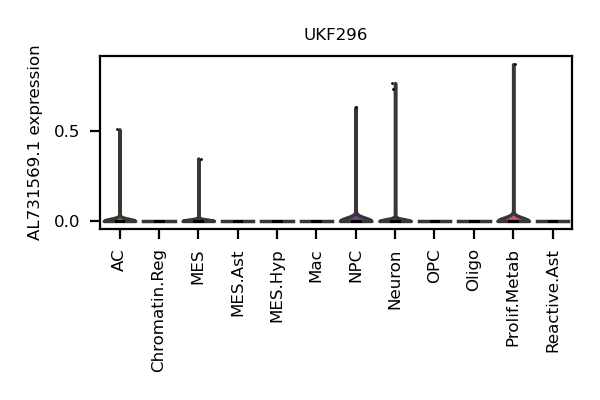 UKF296
AL731569.1 expression
0.5
0.0
AC
Chromatin.Reg
MES
MES.Ast
MES.Hyp
Mac
NPC
Neuron
OPC
Oligo
Prolif.Metab
Reactive.Ast